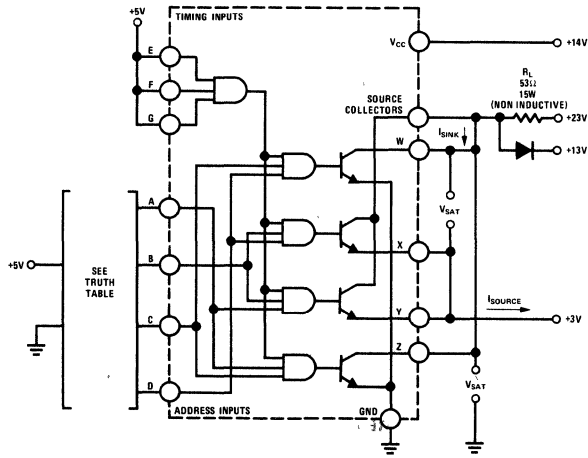 TIMING INPUTS
+5V
E
F
G
VCC
+14V
RL
53Ω
15W
(NON INDUCTIVE)
SOURCE
COLLECTORS
+23V
ISINK
W
+13V
A
VSAT
+5V
SEE
TRUTH
TABLE
B
X
ISOURCE
C
Y
+3V
Z
D
VSAT
ADDRESS INPUTS
GND